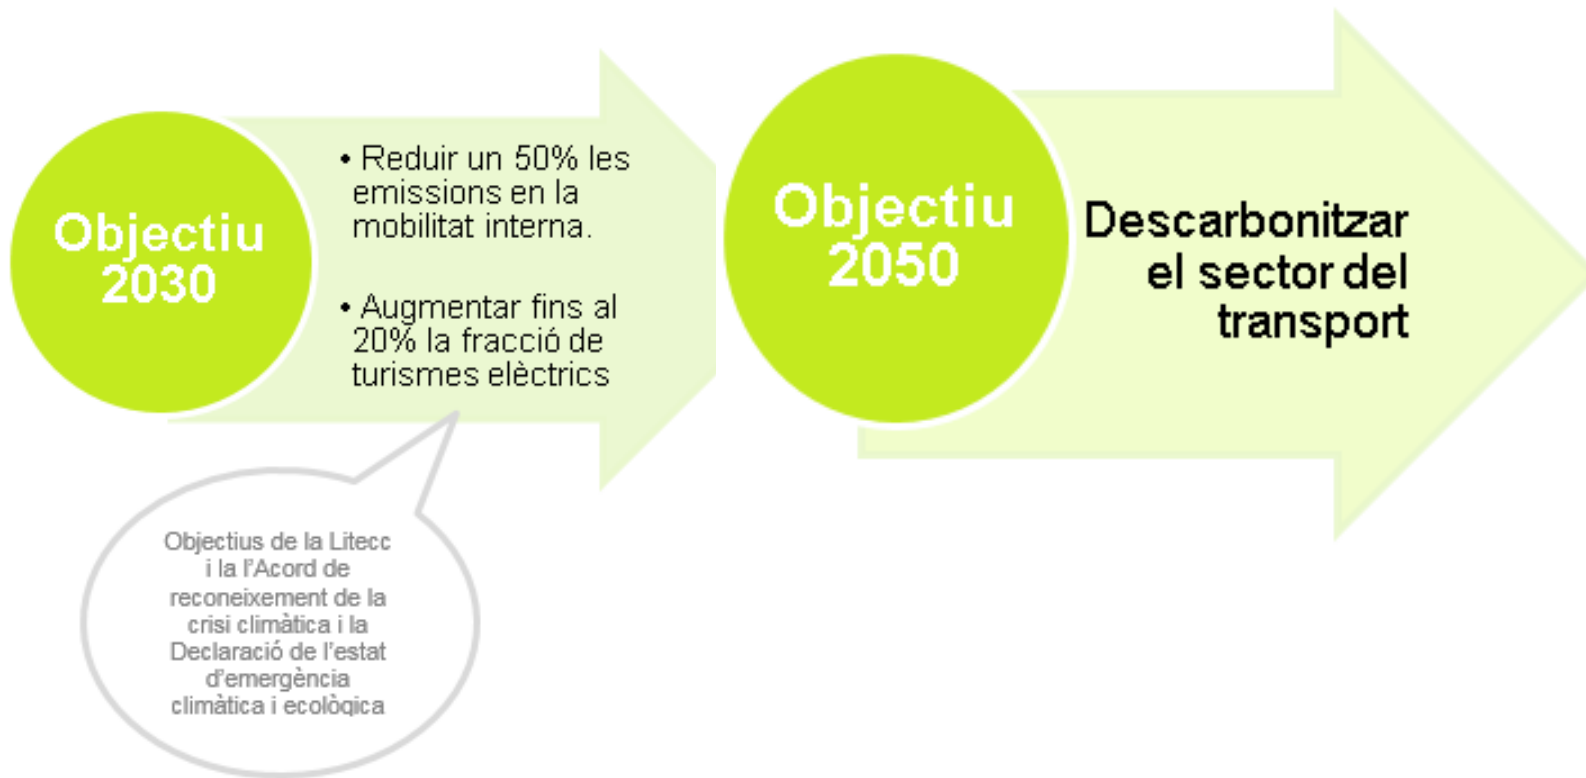 Objectiu
2030
• Reduir un 50% les
emissions en la
mobilitat interna.
• Augmentar fins al
20% la fracció de
turismes elèctrics
Objectius de la Litecc
i la l'Acord de
reconeixement de la
crisi climàtica i la
Declaració de l'estat
d'emergència
climàtica i ecològica
Objectiu
2050
Descarbonitzar
el sector del
transport